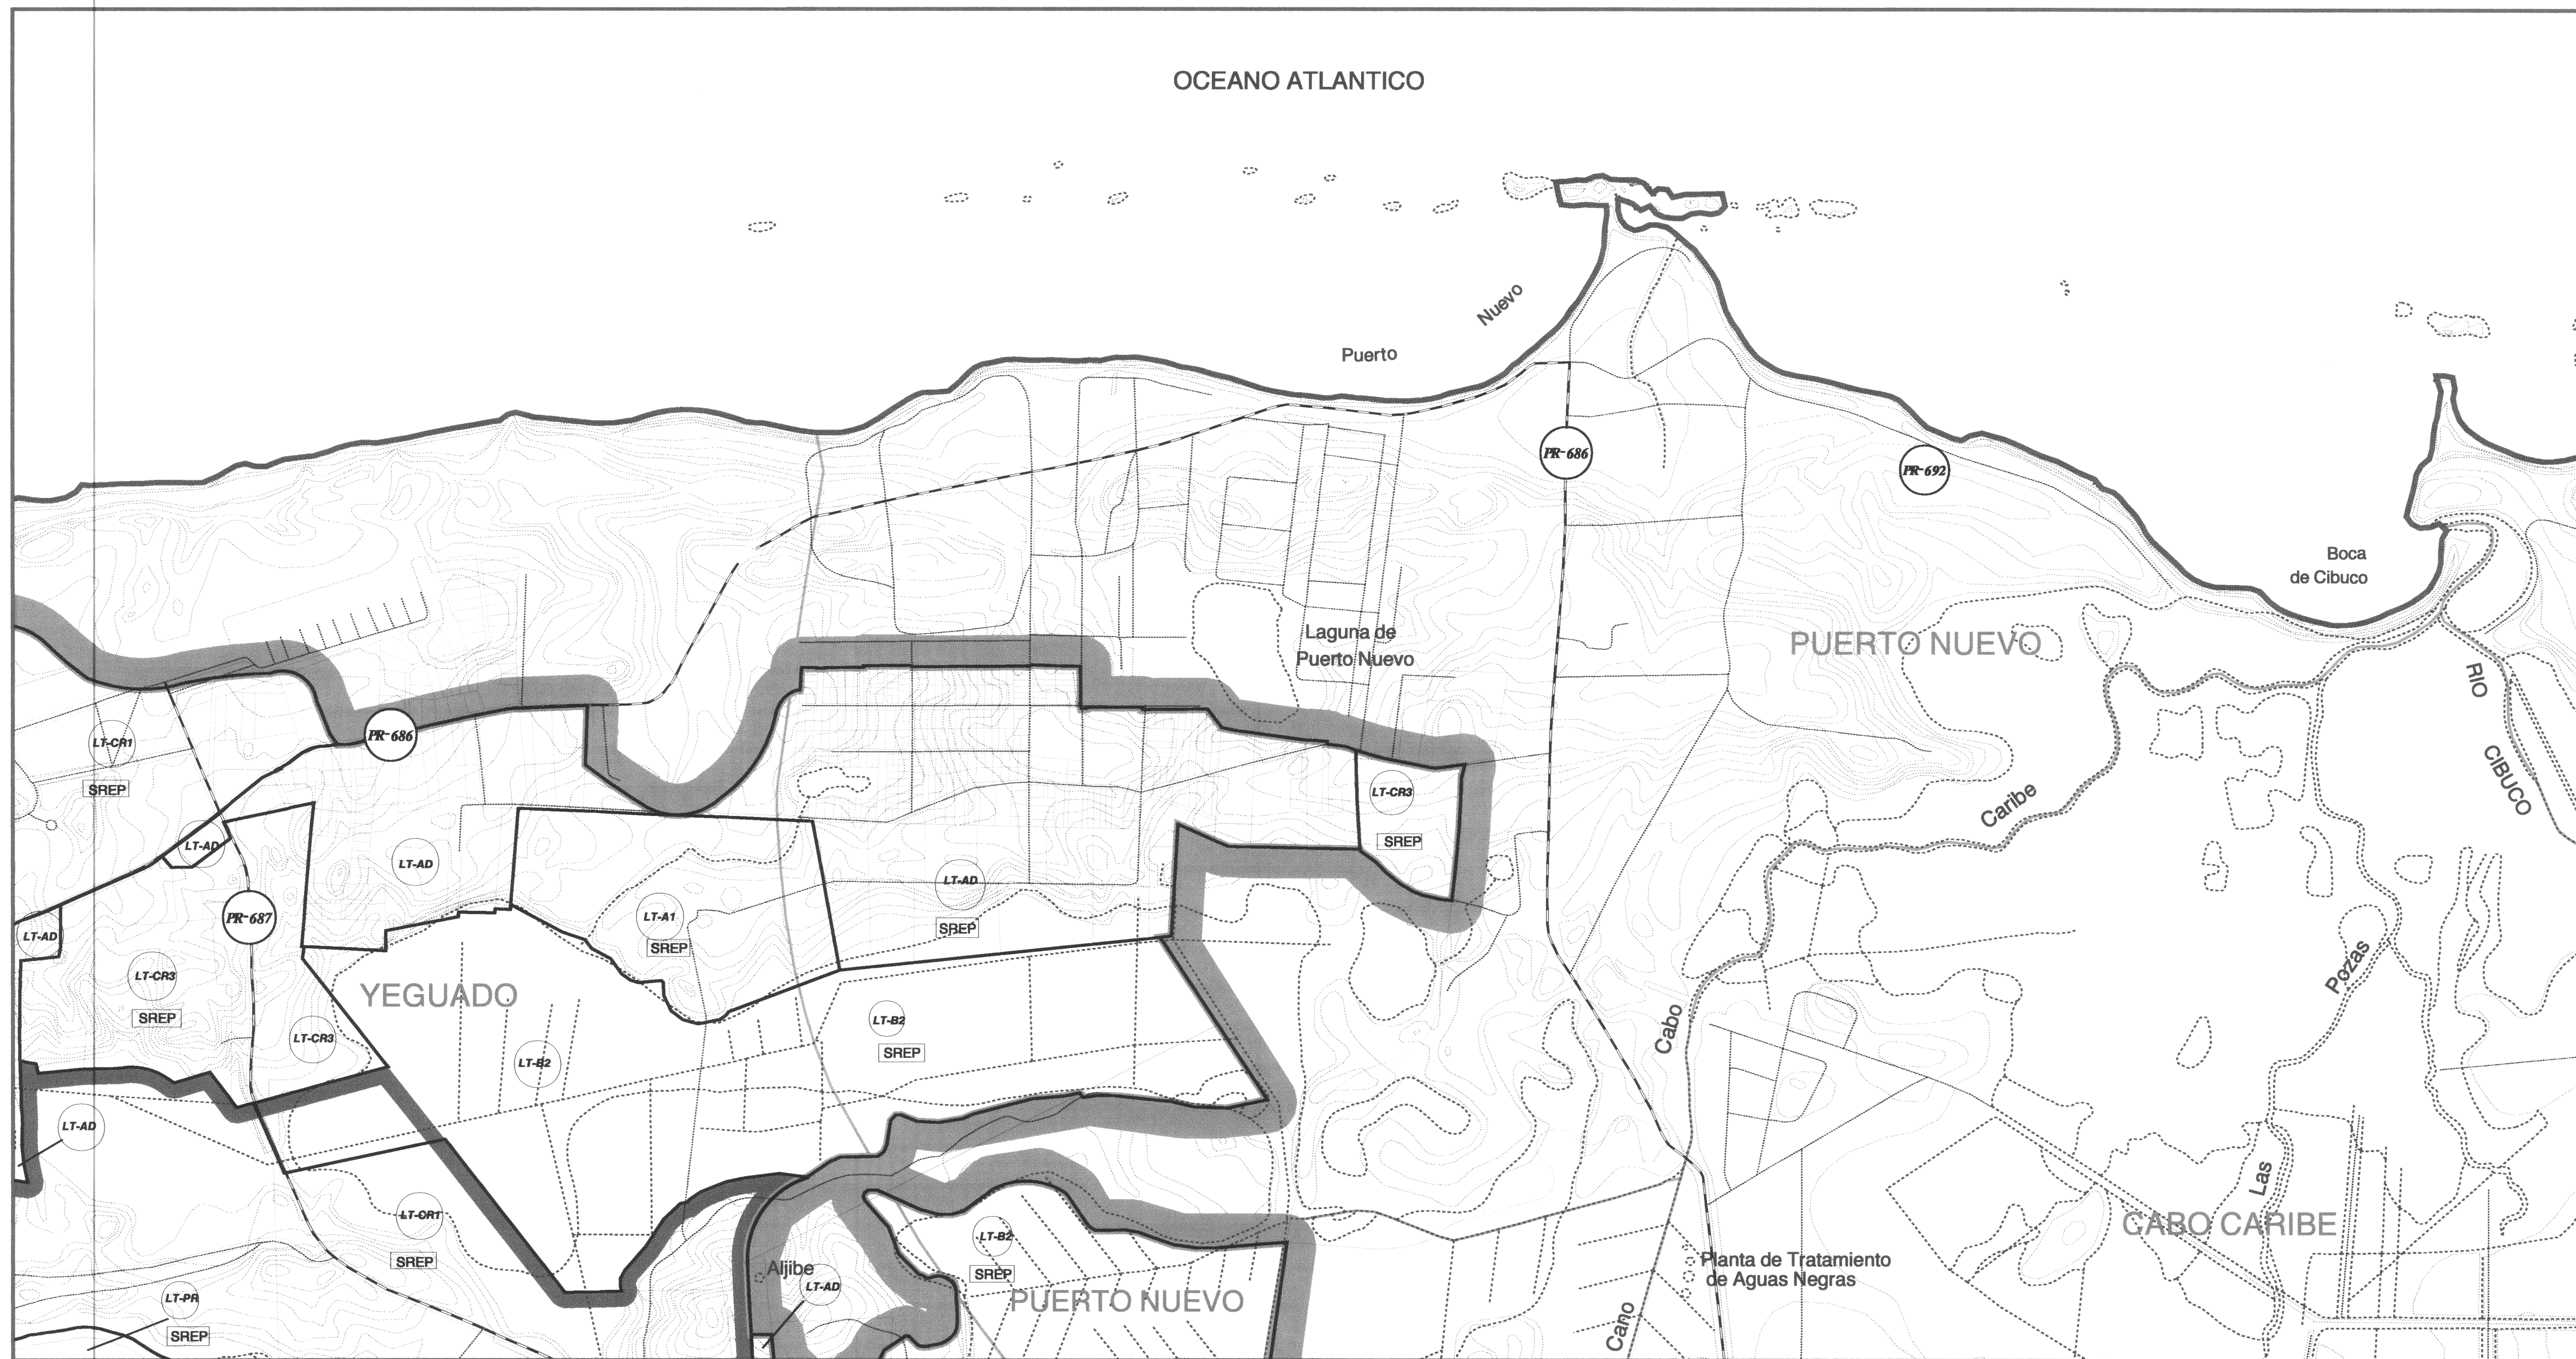 OCEANO ATLANTICO
Nuevo
Puerto
PR-686
PR-692
Boca
de Cibuco
Laguna de
Puerto Nuevo
PUERTO NUEVO
RIO
CIBUCO
PR-686
LT-CR1
SREP
LT-CR3
SREP
Caribe
LT-AD
LT-AD
LT-AD
SREP
LT-A1
SREP
PR-687
LT-AD
LT-CR3
SREP
YEGUADO
Pozas
LT-CR3
LT-B2
SREP
LT-B2
Cabo
LT-AD
Las
LT-CR1
SREP
LT-B2
SREP
CABO CARIBE
Aljibe
LT-AD
Planta de Tratamiento
de Aguas Negras
LT-PR
SREP
PUERTO NUEVO
Cano